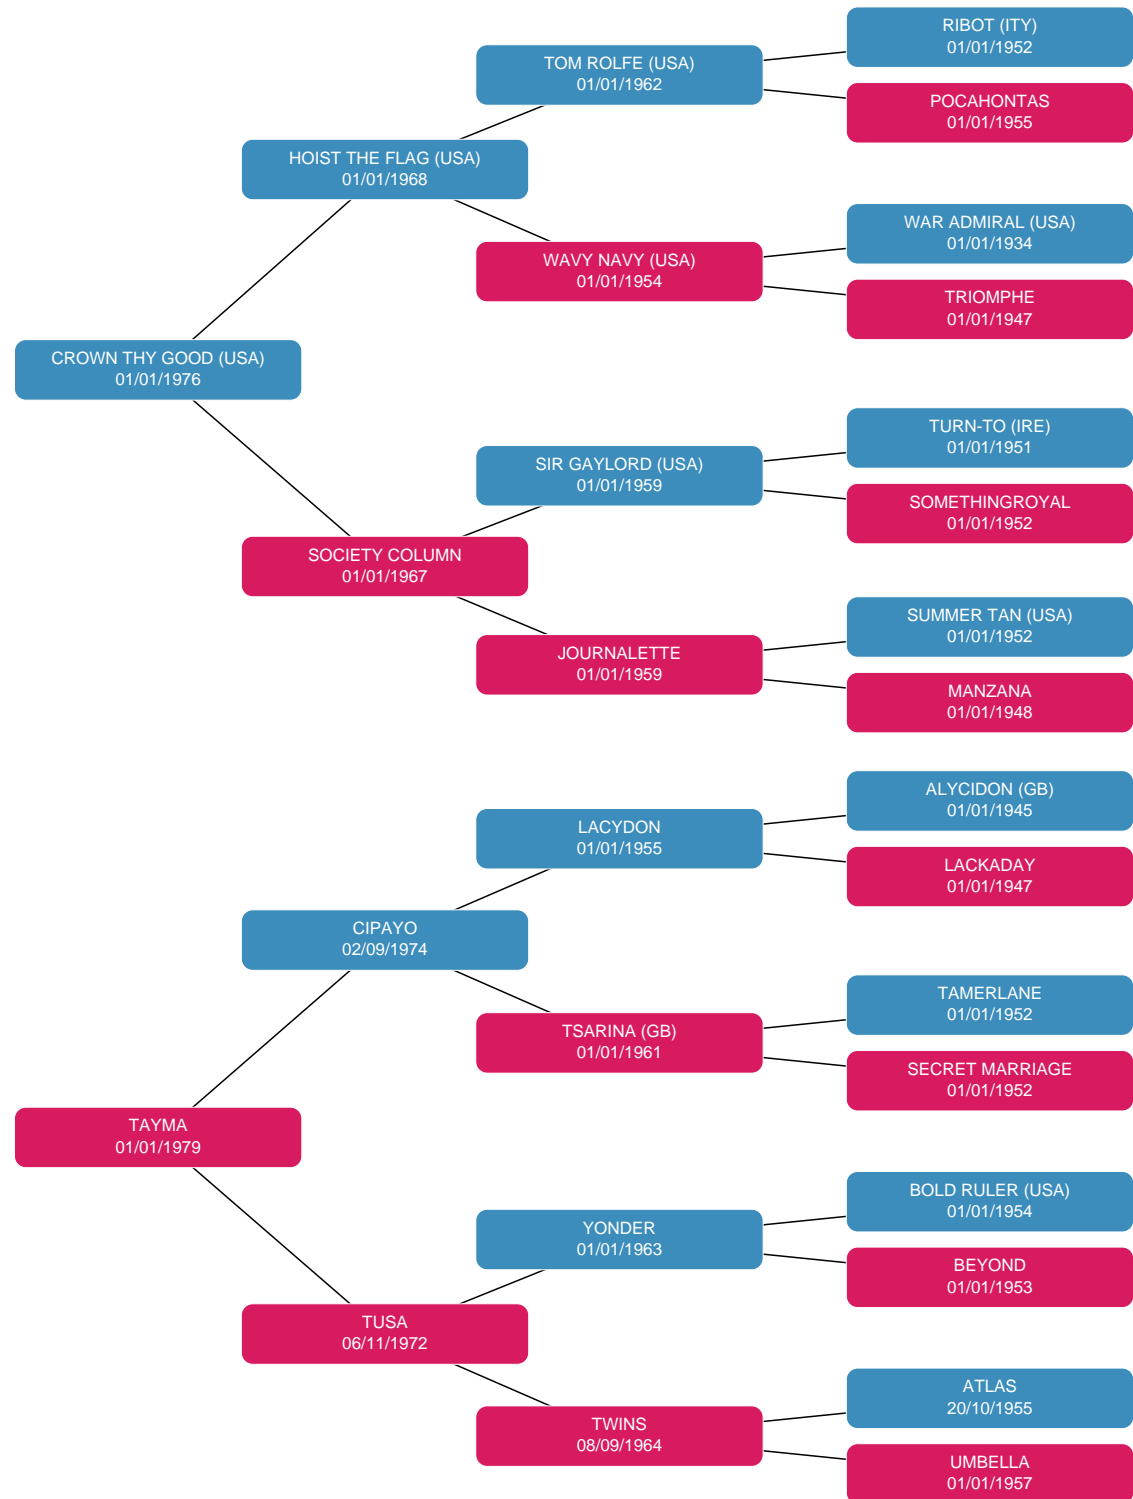 RIBOT (ITY)
01/01/1952
TOM ROLFE (USA)
01/01/1962
POCAHONTAS
01/01/1955
HOIST THE FLAG (USA)
01/01/1968
WAR ADMIRAL (USA)
01/01/1934
WAVY NAVY (USA)
01/01/1954
TRIOMPHE
01/01/1947
CROWN THY GOOD (USA)
01/01/1976
TURN-TO (IRE)
01/01/1951
SIR GAYLORD (USA)
01/01/1959
SOMETHINGROYAL
01/01/1952
SOCIETY COLUMN
01/01/1967
SUMMER TAN (USA)
01/01/1952
JOURNALETTE
01/01/1959
MANZANA
01/01/1948
ALYCIDON (GB)
01/01/1945
LACYDON
01/01/1955
LACKADAY
01/01/1947
CIPAYO
02/09/1974
TAMERLANE
01/01/1952
TSARINA (GB)
01/01/1961
SECRET MARRIAGE
01/01/1952
TAYMA
01/01/1979
BOLD RULER (USA)
01/01/1954
YONDER
01/01/1963
BEYOND
01/01/1953
TUSA
06/11/1972
ATLAS
20/10/1955
TWINS
08/09/1964
UMBELLA
01/01/1957